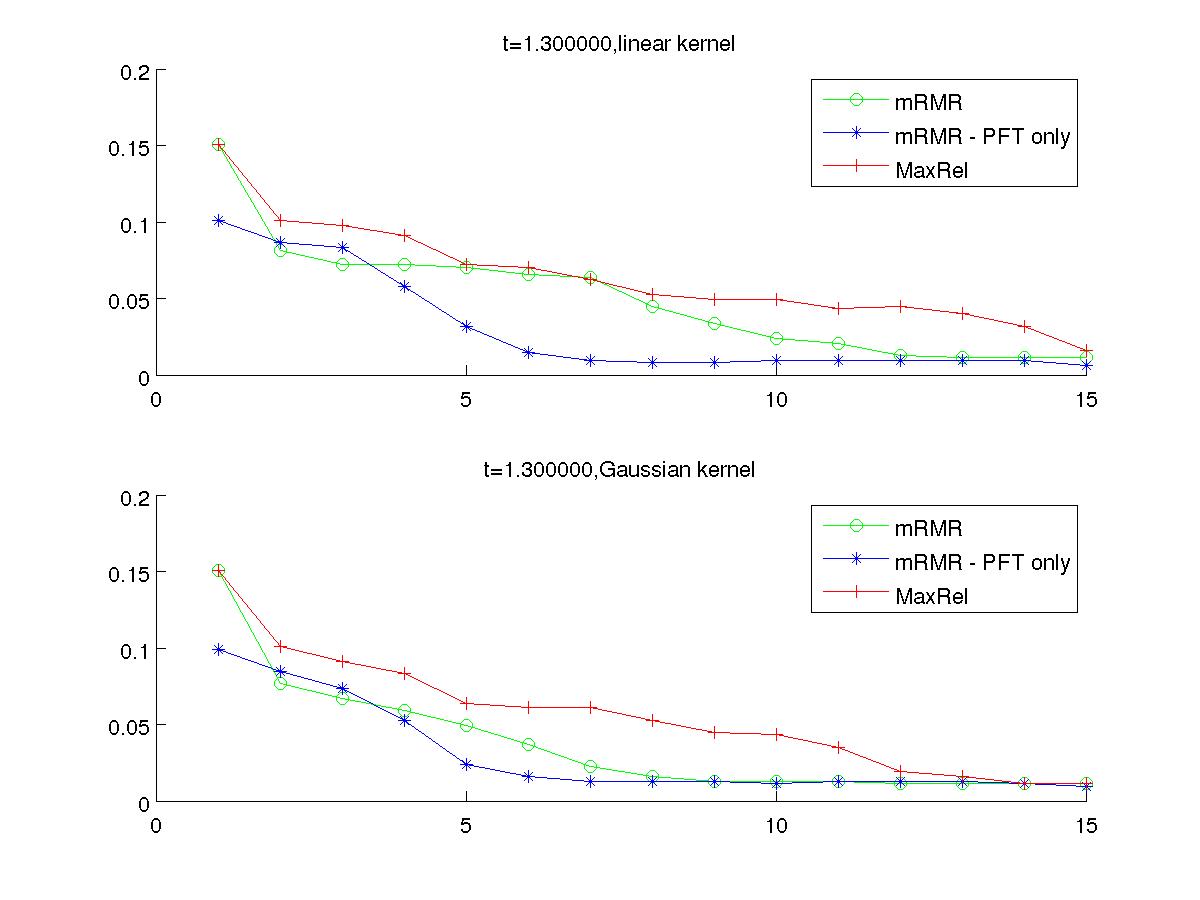 t=1.300000,linear kernel
0.2
0.15
0.1
0.05
0
0
5
10
15
mRMR
mRMR - PFT only
MaxRel
t=1.300000,Gaussian kernel
0.2
0.15
0.1
0.05
0
0
5
10
15
mRMR
mRMR - PFT only
MaxRel